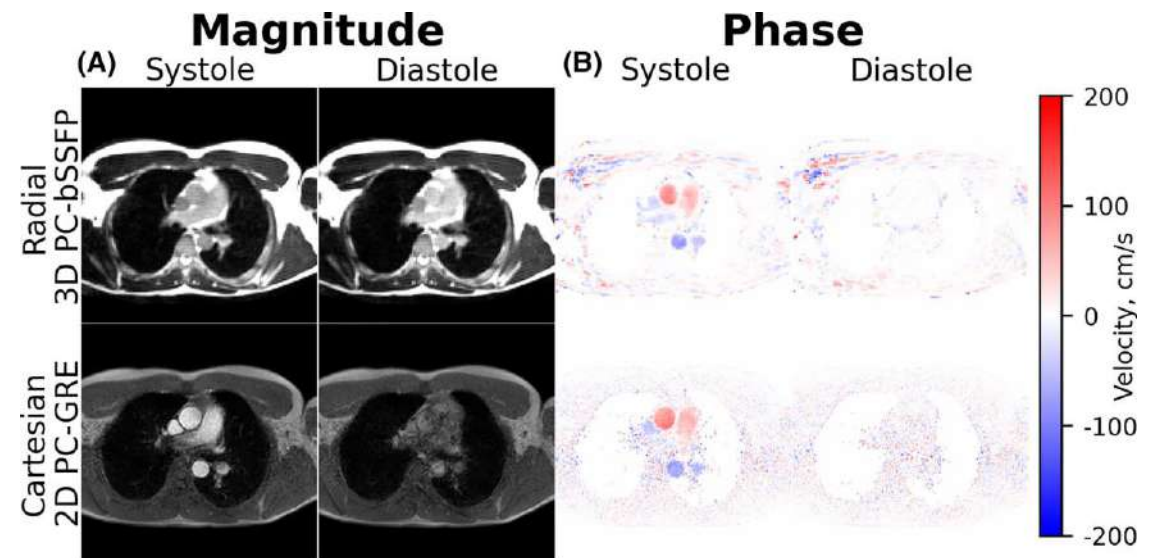 Magnitude
Phase
(A) Systole Diastole
(B) Systole Diastole
Radial
3D PC-bSSFP
Cartesian
2D PC-GRE
200
100
0
-100
-200
Velocity, cm/s